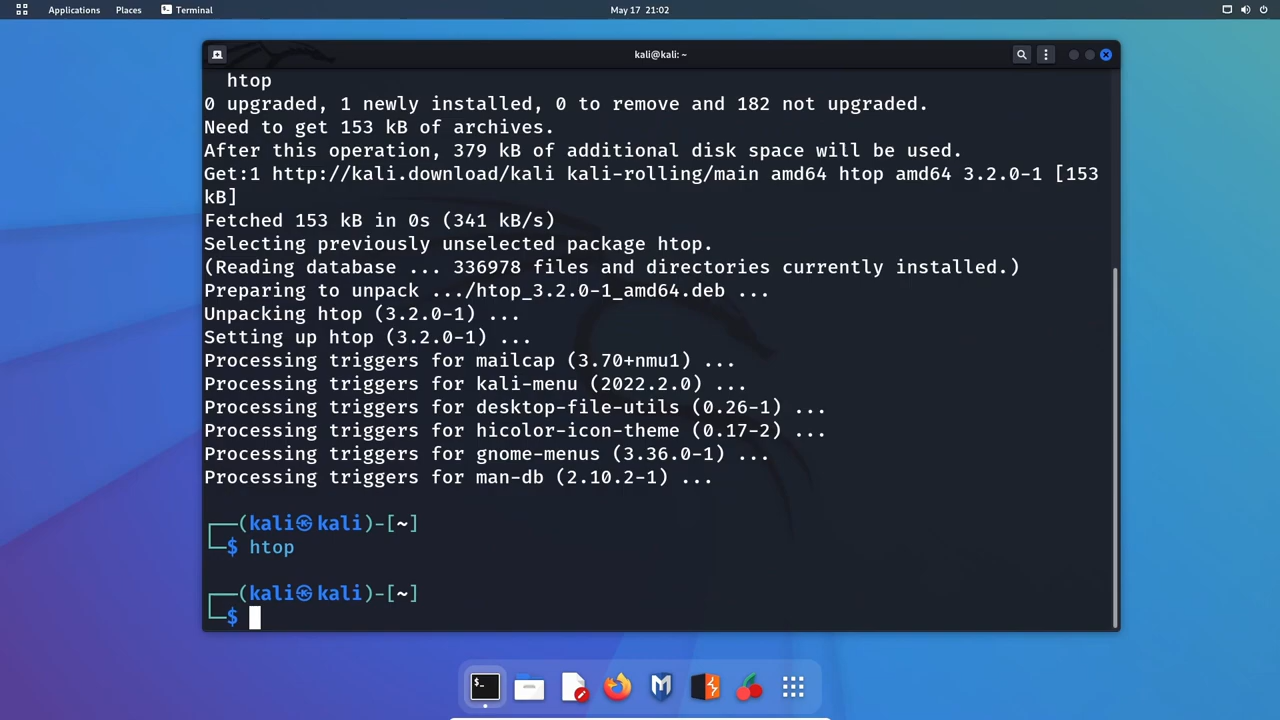 Applications Places Terminal May 17 21:02
kali@kali: ~
htop
0 upgraded, 1 newly installed, 0 to remove and 182 not upgraded.
Need to get 153 kB of archives.
After this operation, 379 kB of additional disk space will be used.
Get:1 http://kali.download/kali kali-rolling/main amd64 htop amd64 3.2.0-1 [153
kB]
Fetched 153 kB in 0s (341 kB/s)
Selecting previously unselected package htop.
(Reading database ... 336978 files and directories currently installed.)
Preparing to unpack .../htop_3.2.0-1_amd64.deb ...
Unpacking htop (3.2.0-1) ...
Setting up htop (3.2.0-1) ...
Processing triggers for mailcap (3.70+nmu1) ...
Processing triggers for kali-menu (2022.2.0) ...
Processing triggers for desktop-file-utils (0.26-1) ...
Processing triggers for hicolor-icon-theme (0.17-2) ...
Processing triggers for gnome-menus (3.36.0-1) ...
Processing triggers for man-db (2.10.2-1) ...
┌──(kali㉿kali)-[~]
└─$ htop
┌──(kali㉿kali)-[~]
└─$